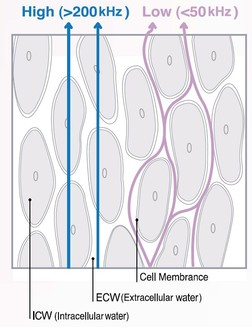 High (>200kHz) Low (<50kHz)
Cell Membrance
ECW(Extracellular water)
ICW (Intracellular water)